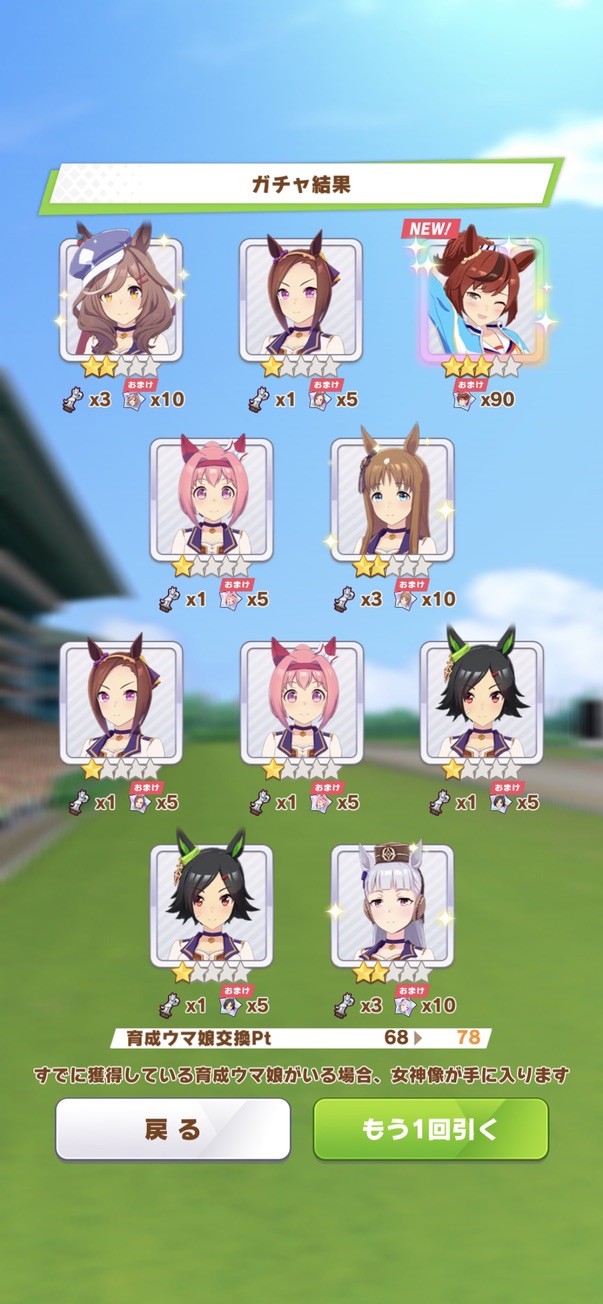 ガチャ結果
NEW!
おまけ おまけ おまけ
x3 x10 x1 x5 x90
おまけ おまけ
x1 x5 x3 x10
おまけ おまけ おまけ
x1 x5 x1 x5 x1 x5
おまけ おまけ
x1 x5 x3 x10
育成ウマ娘交換Pt 68 78
すでに獲得している育成ウマ娘がいる場合、女神像が手に入ります
戻る もう1回引く